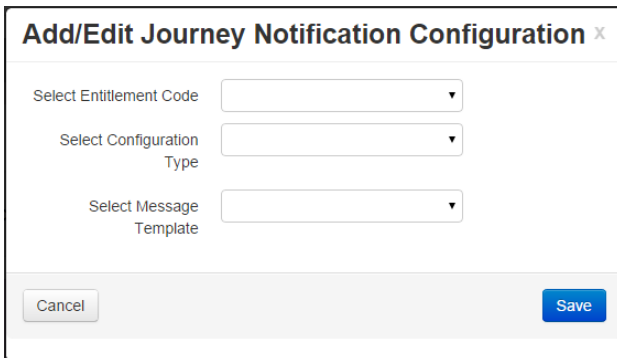 Add/Edit Journey Notification Configuration x
Select Entitlement Code
Select Configuration
Type
Select Message
Template
Cancel Save